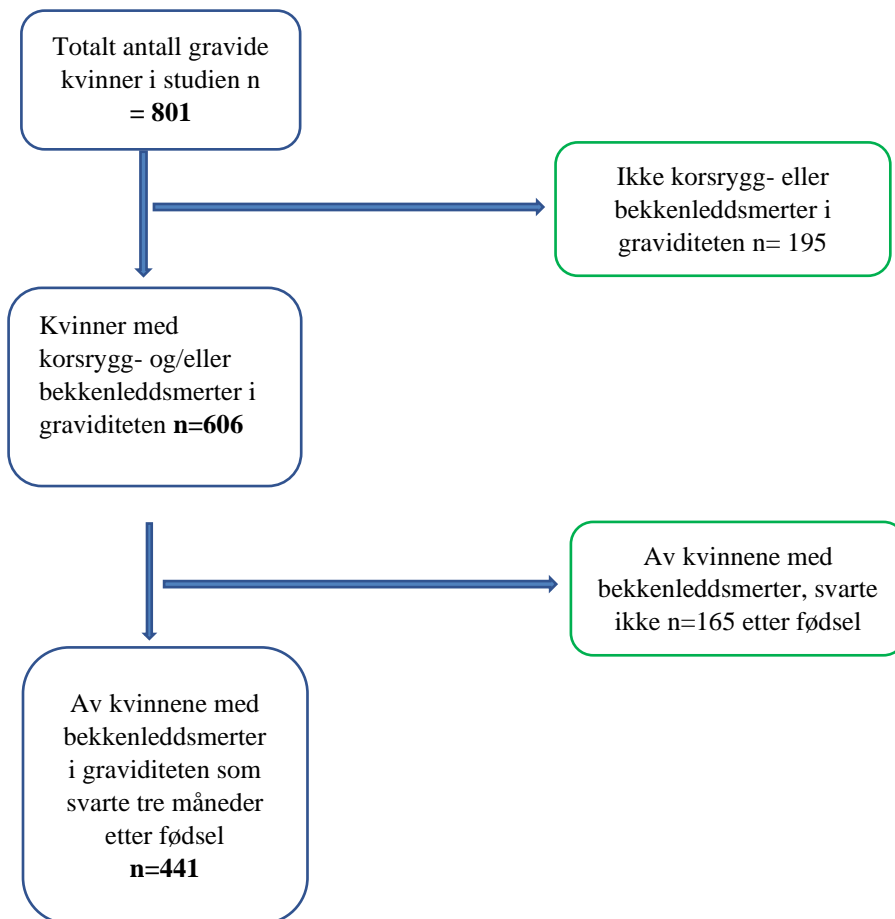 Totalt antall gravide
kvinner i studien n
= 801
Ikke korsrygg- eller
bekkenleddsmerter i
graviditeten n= 195
Kvinner med
korsrygg- og/eller
bekkenleddsmerter i
graviditeten n=606
Av kvinnene med
bekkenleddsmerter, svarte
ikke n=165 etter fødsel
Av kvinnene med
bekkenleddsmerter
i graviditeten som
svarte tre måneder
etter fødsel
n=441